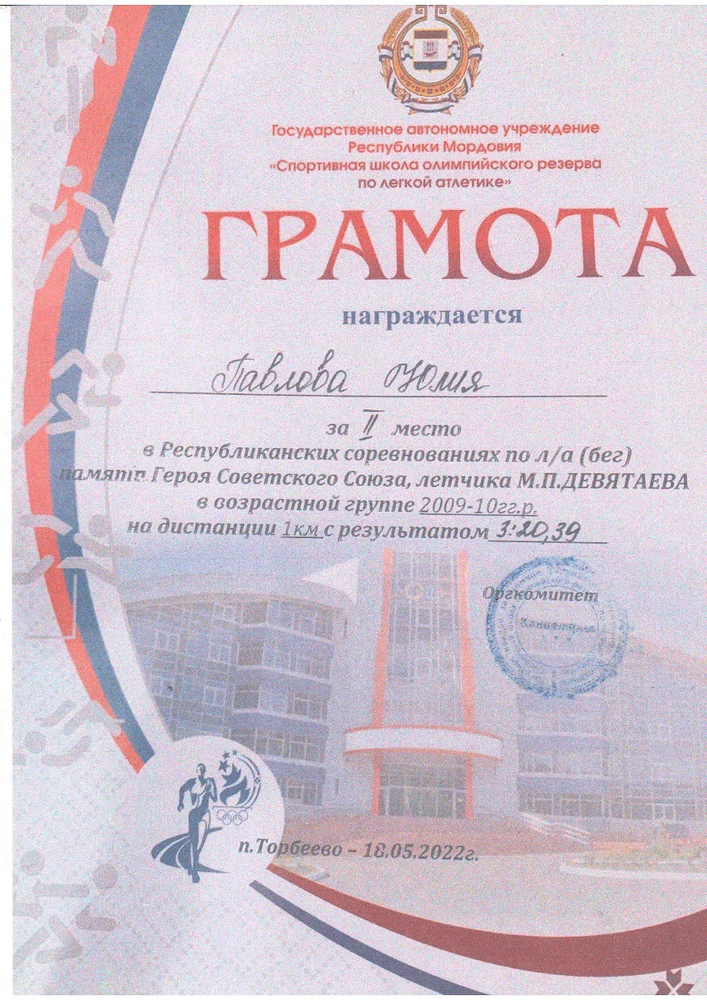 Государственное автономное учреждение
Республики Мордовия
«Спортивная школа олимпийского резерва
по легкой атлетике»
ГРАМОТА
награждается
Павлова Юлия
за II место
в Республиканских соревнованиях по л/а (бег)
памяти Героя Советского Союза, летчика М.П.ДЕВЯТАЕВА
в возрастной группе 2009-10гг.р.
на дистанции 1км с результатом 3:20,39
Оргкомитет
Канцелярия
п.Торбеево – 18.05.2022г.